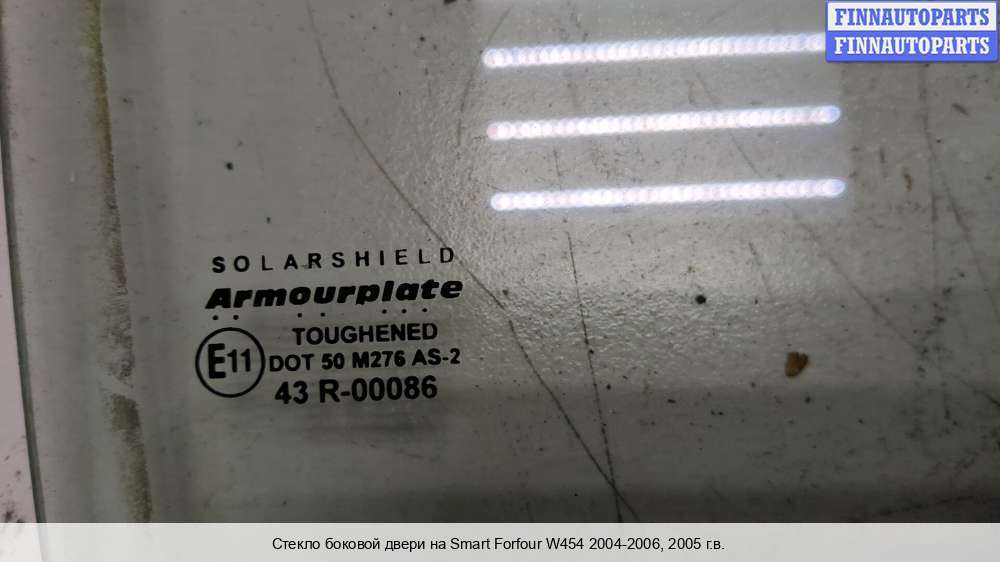 FINNAUTOPARTS
FINNAUTOPARTS
SOLARSHIELD
Armourplate
TOUGHENED
E11
DOT 50 M276 AS-2
43 R-00086
Стекло боковой двери на Smart Forfour W454 2004-2006, 2005 г.в.